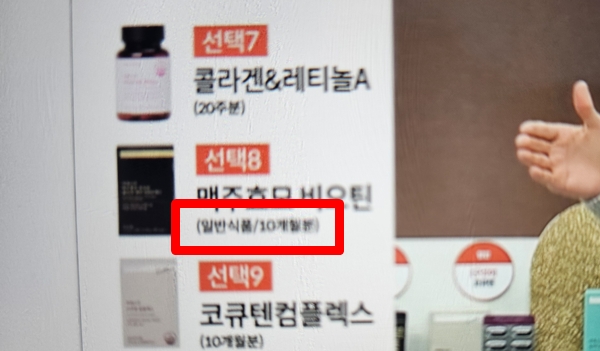 선택7
콜라겐&레티놀A
(20주분)
선택8
맥주효모 비오틴
(일반식품/10개월분)
선택9
코큐텐컴플렉스
(10개월분)